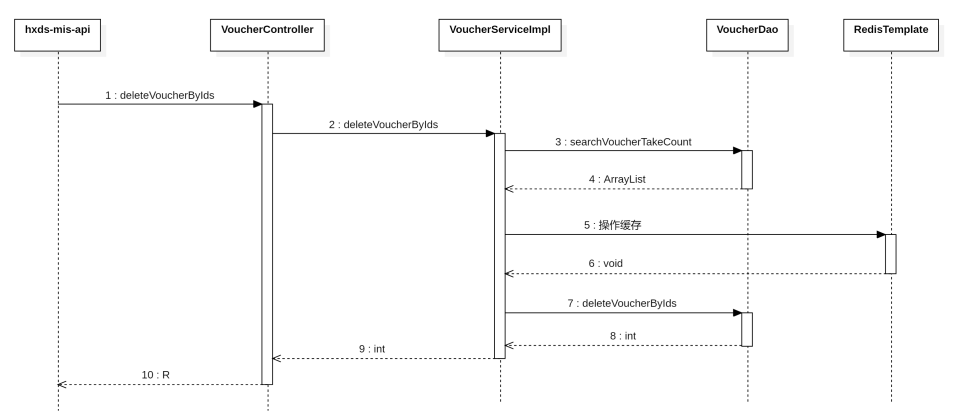 hxds-mis-api
VoucherController
VoucherServiceImpl
VoucherDao
RedisTemplate
1 : deleteVoucherByIds
2 : deleteVoucherByIds
3 : searchVoucherTakeCount
4 : ArrayList
5 : 操作缓存
6 : void
7 : deleteVoucherByIds
8 : int
9 : int
10 : R